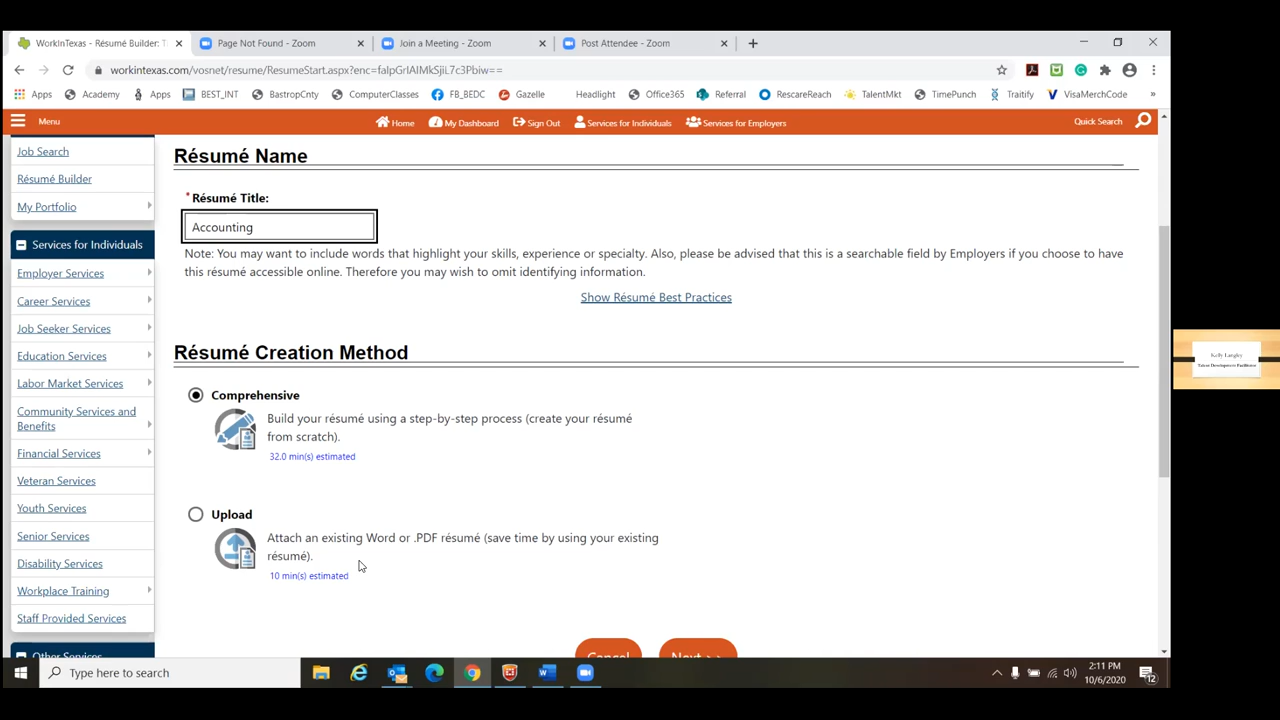 WorkInTexas - Résumé Builder: T
Page Not Found - Zoom
Join a Meeting - Zoom
Post Attendee - Zoom
workintexas.com/vosnet/resume/ResumeStart.aspx?enc=falpGrIAIMkSjiL7c3Pbiw==
Apps
Academy
Apps
BEST_INT
BastropCnty
ComputerClasses
FB_BEDC
Gazelle
Headlight
Office365
Referral
RescareReach
TalentMkt
TimePunch
Traitify
VisaMerchCode
Menu
Home
My Dashboard
Sign Out
Services for Individuals
Services for Employers
Quick Search
Job Search
Résumé Builder
My Portfolio
Services for Individuals
Employer Services
Career Services
Job Seeker Services
Education Services
Labor Market Services
Community Services and
Benefits
Financial Services
Veteran Services
Youth Services
Senior Services
Disability Services
Workplace Training
Staff Provided Services
Other Services
Résumé Name
* Résumé Title:
Accounting
Note: You may want to include words that highlight your skills, experience or specialty. Also, please be advised that this is a searchable field by Employers if you choose to have
this résumé accessible online. Therefore you may wish to omit identifying information.
Show Résumé Best Practices
Résumé Creation Method
Comprehensive
Build your résumé using a step-by-step process (create your résumé
from scratch).
32.0 min(s) estimated
Upload
Attach an existing Word or .PDF résumé (save time by using your existing
résumé).
10 min(s) estimated
Cancel
Next >>
Kelly Langley
Talent Development Facilitator
Type here to search
2:11 PM
10/6/2020
12